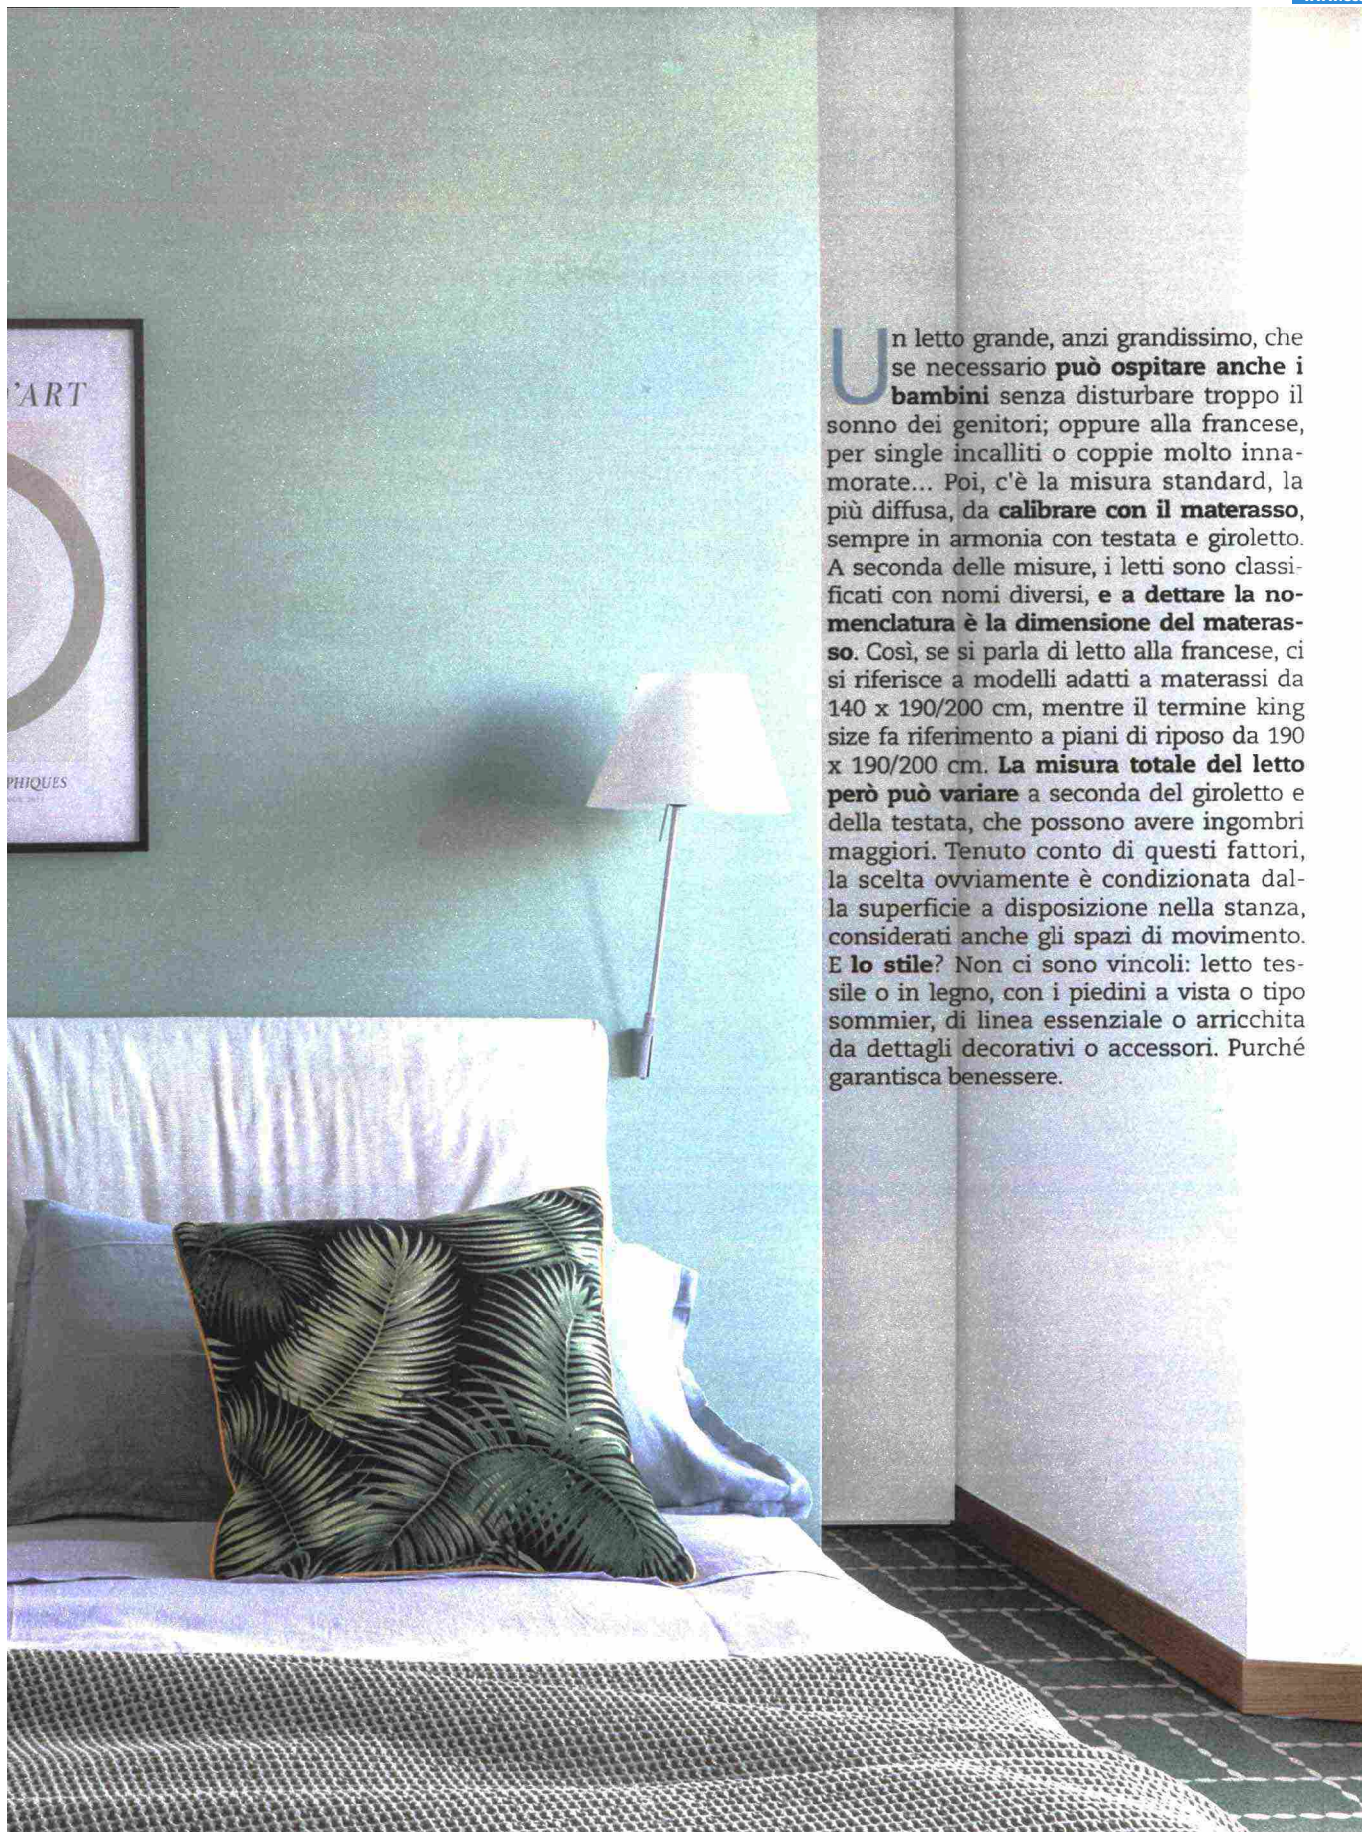 'ART
PHIQUES
Un letto grande, anzi grandissimo, che
se necessario può ospitare anche i
bambini senza disturbare troppo il
sonno dei genitori; oppure alla francese,
per single incalliti o coppie molto inna-
morate... Poi, c'è la misura standard, la
più diffusa, da calibrare con il materasso,
sempre in armonia con testata e giroletto.
A seconda delle misure, i letti sono classi-
ficati con nomi diversi, e a dettare la no-
menclatura è la dimensione del materas-
so. Così, se si parla di letto alla francese, ci
si riferisce a modelli adatti a materassi da
140 x 190/200 cm, mentre il termine king
size fa riferimento a piani di riposo da 190
x 190/200 cm. La misura totale del letto
però può variare a seconda del giroletto e
della testata, che possono avere ingombri
maggiori. Tenuto conto di questi fattori,
la scelta ovviamente è condizionata dal-
la superficie a disposizione nella stanza,
considerati anche gli spazi di movimento.
E lo stile? Non ci sono vincoli: letto tes-
sile o in legno, con i piedini a vista o tipo
sommier, di linea essenziale o arricchita
da dettagli decorativi o accessori. Purché
garantisca benessere.